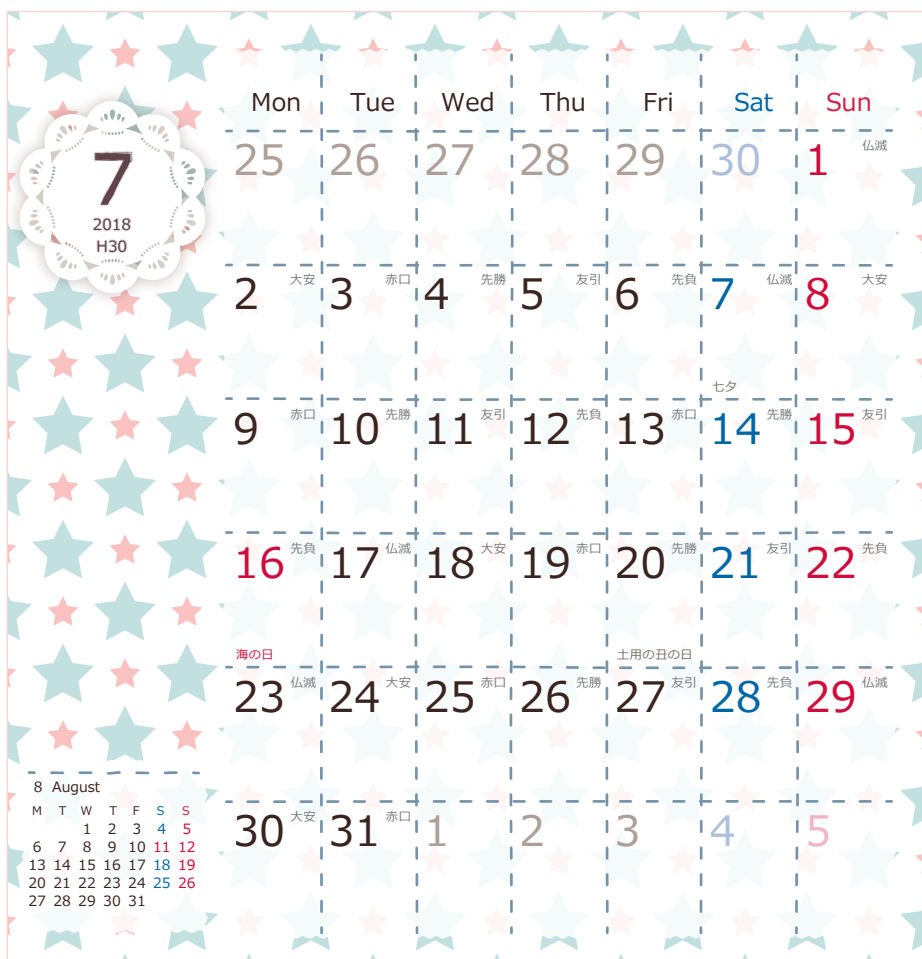 7
2018
H30
Mon Tue Wed Thu Fri Sat Sun
25 26 27 28 29 30 1 仏滅
2 大安 3 赤口 4 先勝 5 友引 6 先負 7 仏滅 8 大安
七夕
9 赤口 10 先勝 11 友引 12 先負 13 赤口 14 先勝 15 友引
16 先負 17 仏滅 18 大安 19 赤口 20 先勝 21 友引 22 先負
海の日 土用の丑の日
23 仏滅 24 大安 25 赤口 26 先勝 27 友引 28 先負 29 仏滅
30 大安 31 赤口 1 2 3 4 5
8 August
M T W T F S S
1 2 3 4 5
6 7 8 9 10 11 12
13 14 15 16 17 18 19
20 21 22 23 24 25 26
27 28 29 30 31